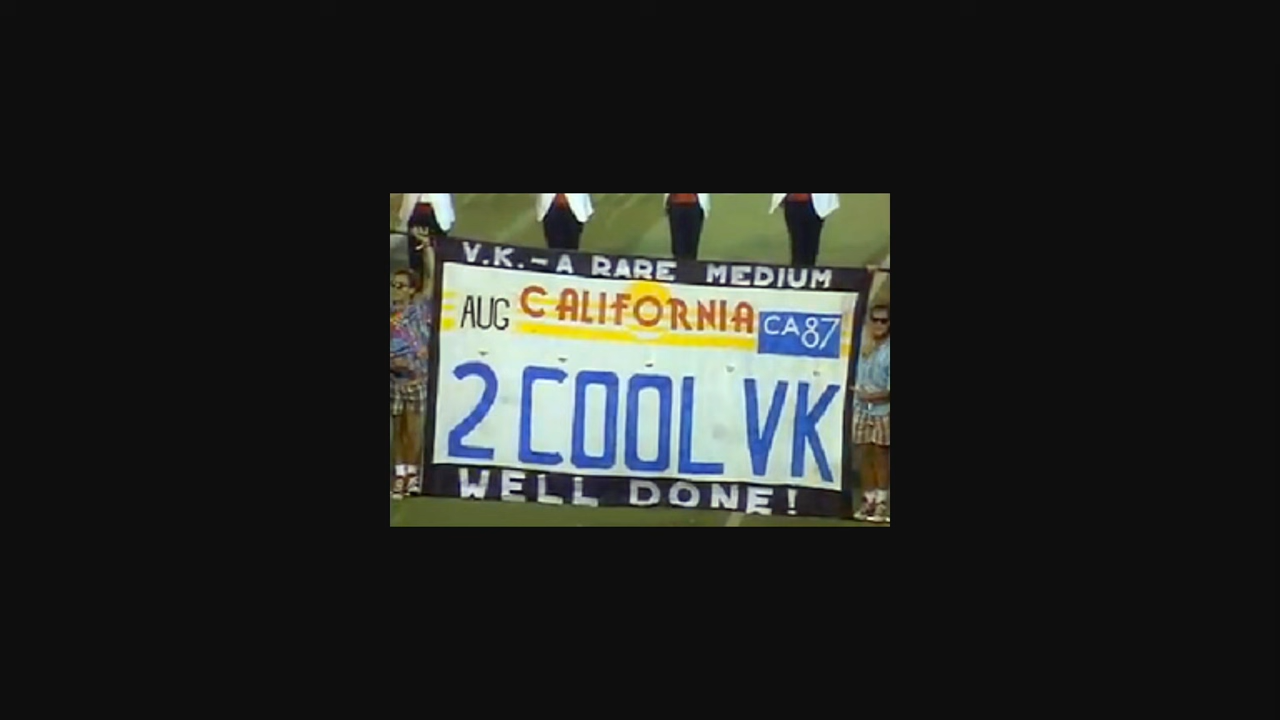 V.K.-A RARE MEDIUM
AUG CALIFORNIA CA87
2 COOL VK
WELL DONE!